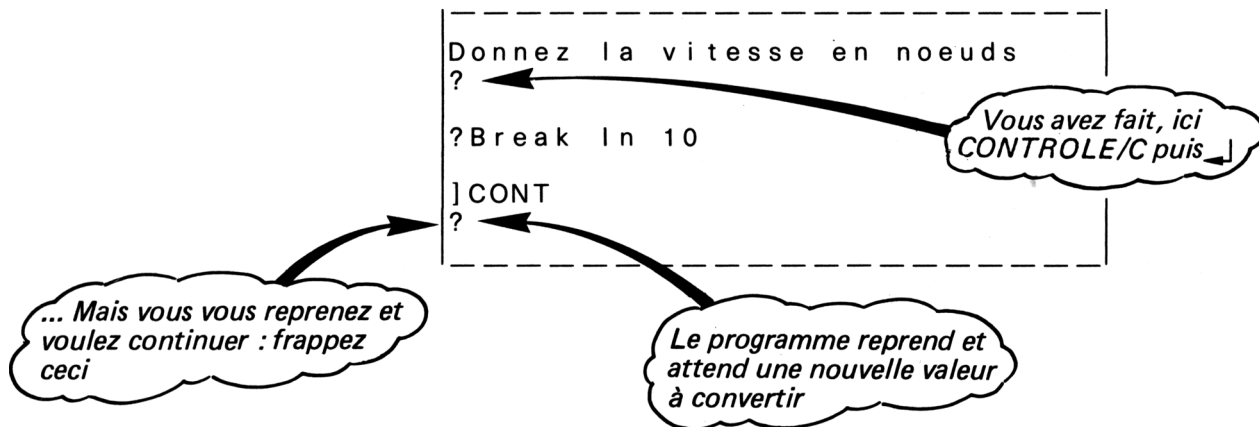 Donnez la vitesse en noeuds
?
?Break In 10
]CONT
?
Vous avez fait, ici
CONTROLE/C puis ↵
... Mais vous vous reprenez et
voulez continuer : frappez
ceci
Le programme reprend et
attend une nouvelle valeur
à convertir